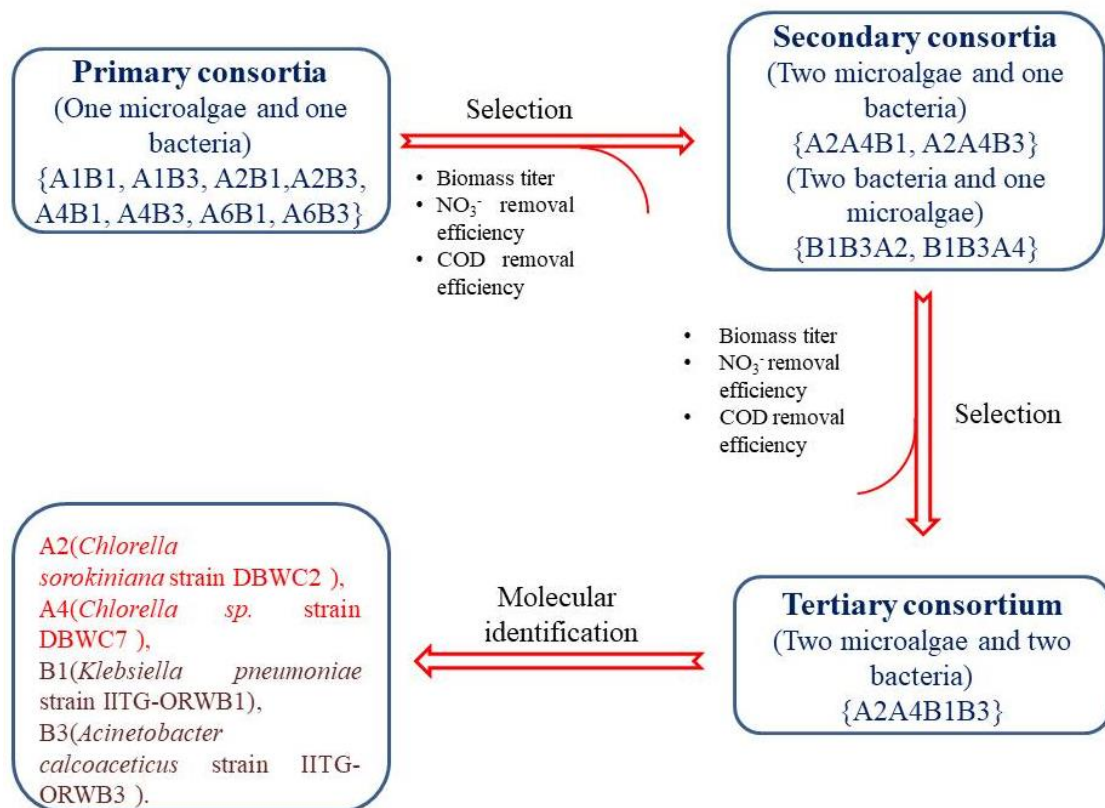 Primary consortia
(One microalgae and one
bacteria)
{A1B1, A1B3, A2B1,A2B3,
A4B1, A4B3, A6B1, A6B3}
Selection
• Biomass titer
• NO₃⁻ removal
efficiency
• COD removal
efficiency
Secondary consortia
(Two microalgae and one
bacteria)
{A2A4B1, A2A4B3}
(Two bacteria and one
microalgae)
{B1B3A2, B1B3A4}
• Biomass titer
• NO₃⁻ removal
efficiency
• COD removal
efficiency
Selection
Tertiary consortium
(Two microalgae and two
bacteria)
{A2A4B1B3}
Molecular
identification
A2(Chlorella
sorokiniana strain DBWC2 ),
A4(Chlorella sp. strain
DBWC7 ),
B1(Klebsiella pneumoniae
strain IITG-ORWB1),
B3(Acinetobacter
calcoaceticus strain IITG-
ORWB3 ).